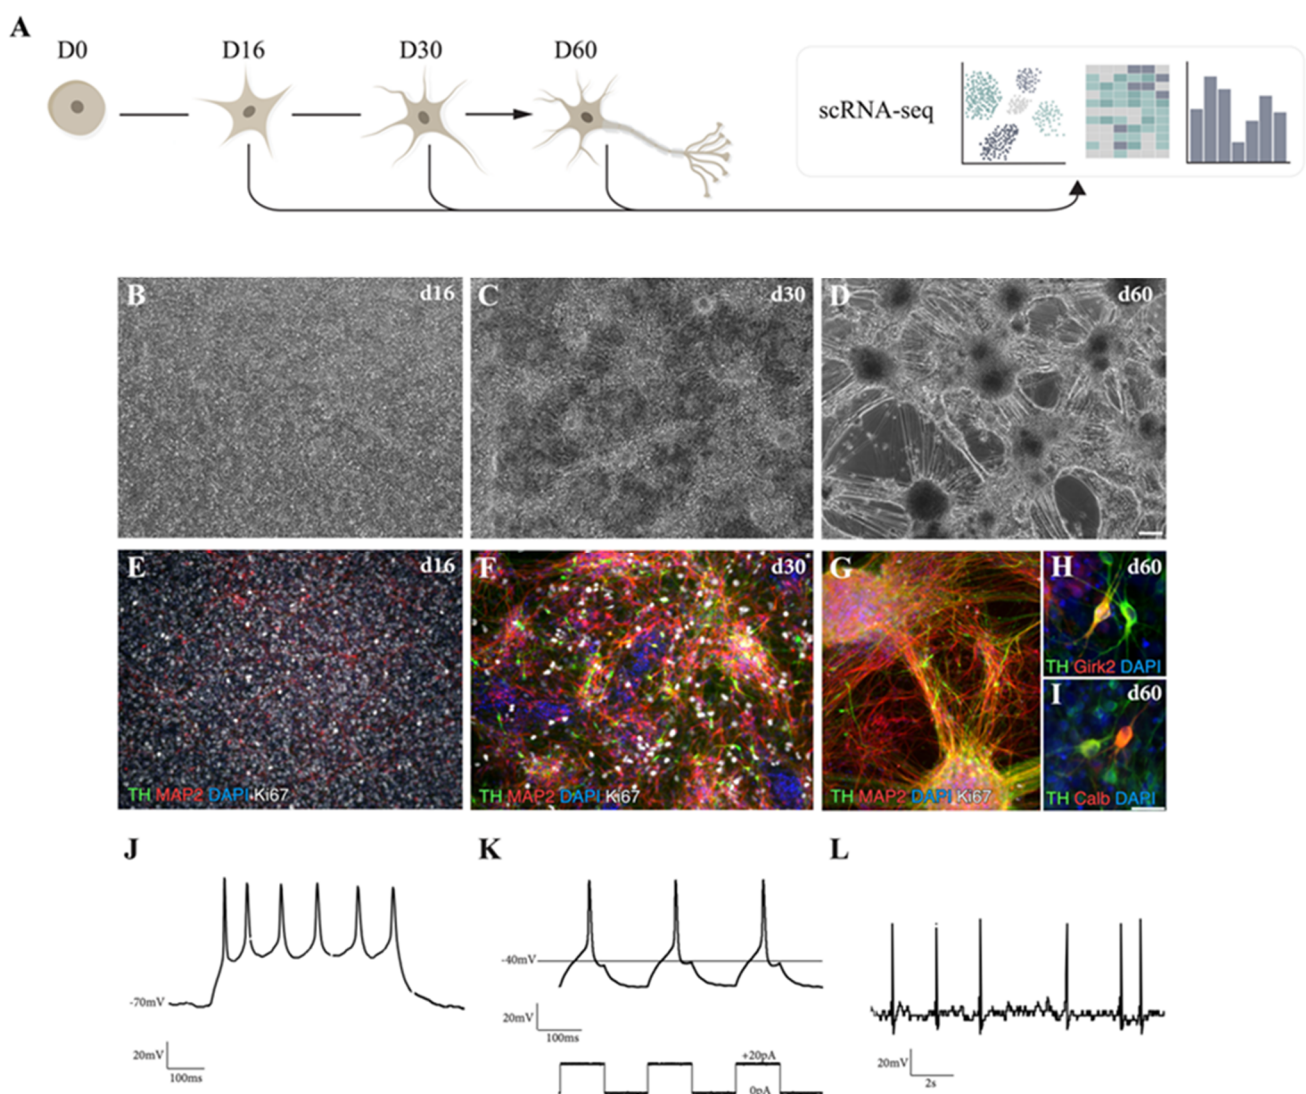 A
D0
D16
D30
D60
scRNA-seq
B
d16
C
d30
D
d60
E
d16
TH MAP2 DAPI Ki67
F
d30
TH MAP2 DAPI Ki67
G
TH MAP2 DAPI Ki67
H
d60
TH Girk2 DAPI
I
d60
TH Calb DAPI
J
-70mV
20mV
100ms
K
-40mV
20mV
100ms
+20pA
0pA
L
20mV
2s